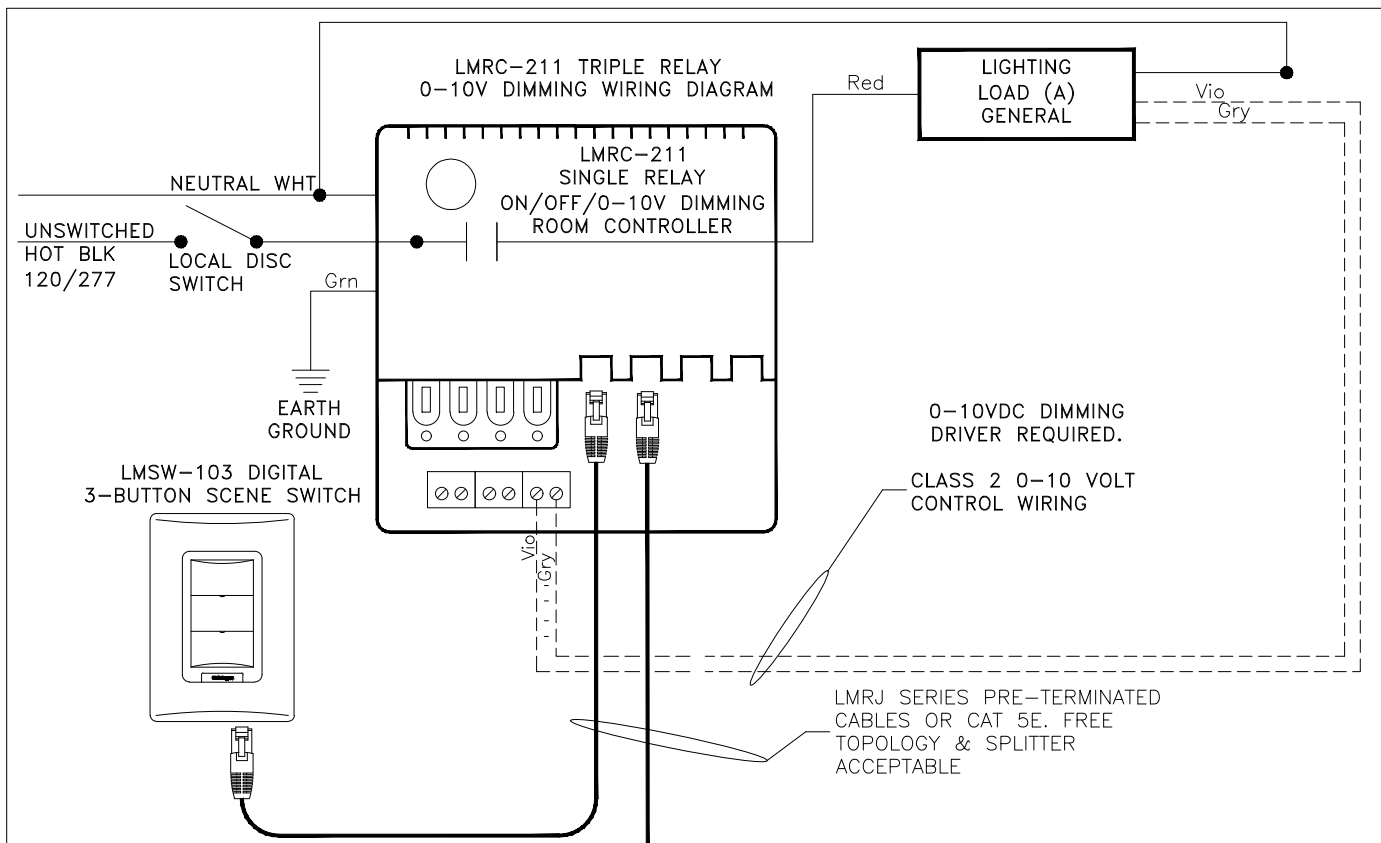 LMRC-211 TRIPLE RELAY
0-10V DIMMING WIRING DIAGRAM
Red
LIGHTING
LOAD (A)
GENERAL
Vio
Gry
LMRC-211
SINGLE RELAY
ON/OFF/0-10V DIMMING
ROOM CONTROLLER
NEUTRAL WHT
UNSWITCHED
HOT BLK
120/277
LOCAL DISC
SWITCH
Grn
EARTH
GROUND
0-10VDC DIMMING
DRIVER REQUIRED.
CLASS 2 0-10 VOLT
CONTROL WIRING
LMSW-103 DIGITAL
3-BUTTON SCENE SWITCH
Vio
Gry
LMRJ SERIES PRE-TERMINATED
CABLES OR CAT 5E. FREE
TOPOLOGY & SPLITTER
ACCEPTABLE